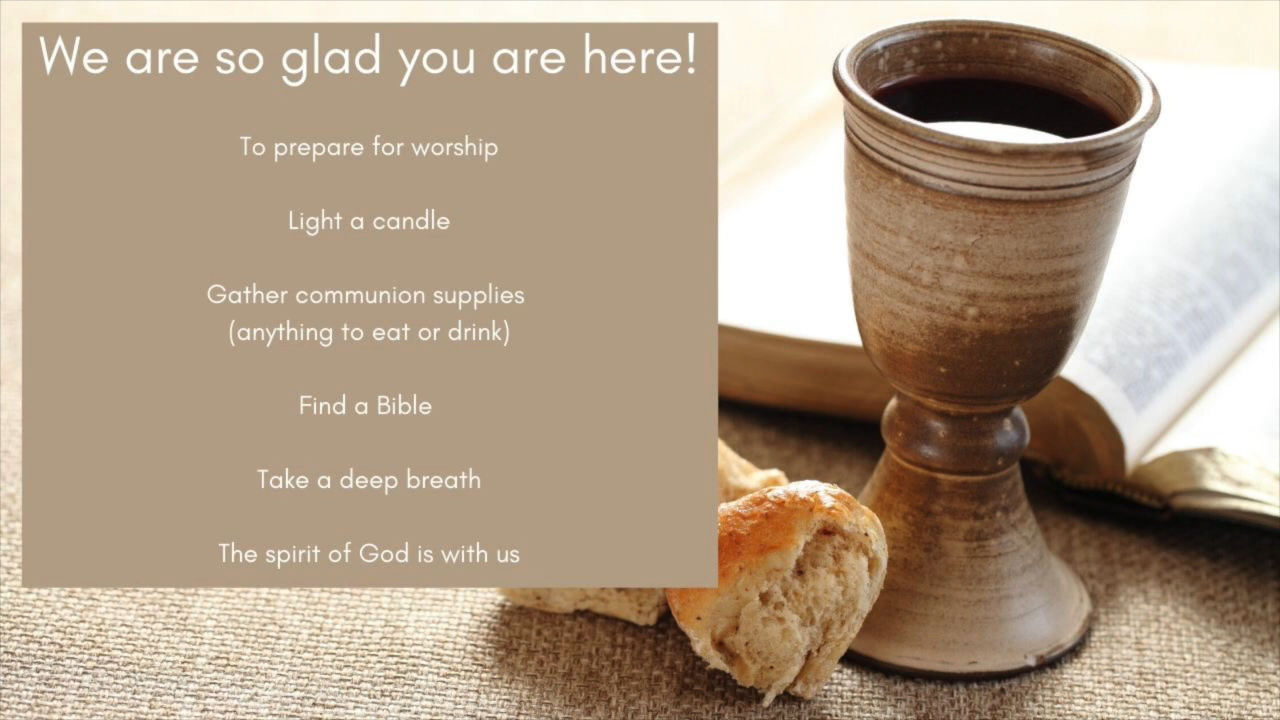 We are so glad you are here!
To prepare for worship
Light a candle
Gather communion supplies
(anything to eat or drink)
Find a Bible
Take a deep breath
The spirit of God is with us